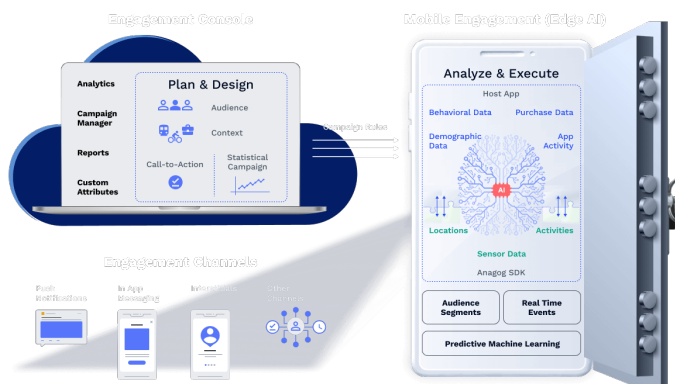 Engagement Console
Mobile Engagement (Edge AI)
Analytics
Campaign
Manager
Reports
Custom
Attributes
Plan & Design
Audience
Context
Call-to-Action
Statistical
Campaign
Campaign Rules
Analyze & Execute
Host App
Behavioral Data
Purchase Data
Demographic
Data
App
Activity
AI
Locations
Activities
Sensor Data
Anagog SDK
Audience
Segments
Real Time
Events
Predictive Machine Learning
Engagement Channels
Push
Notifications
In App
Messaging
Other